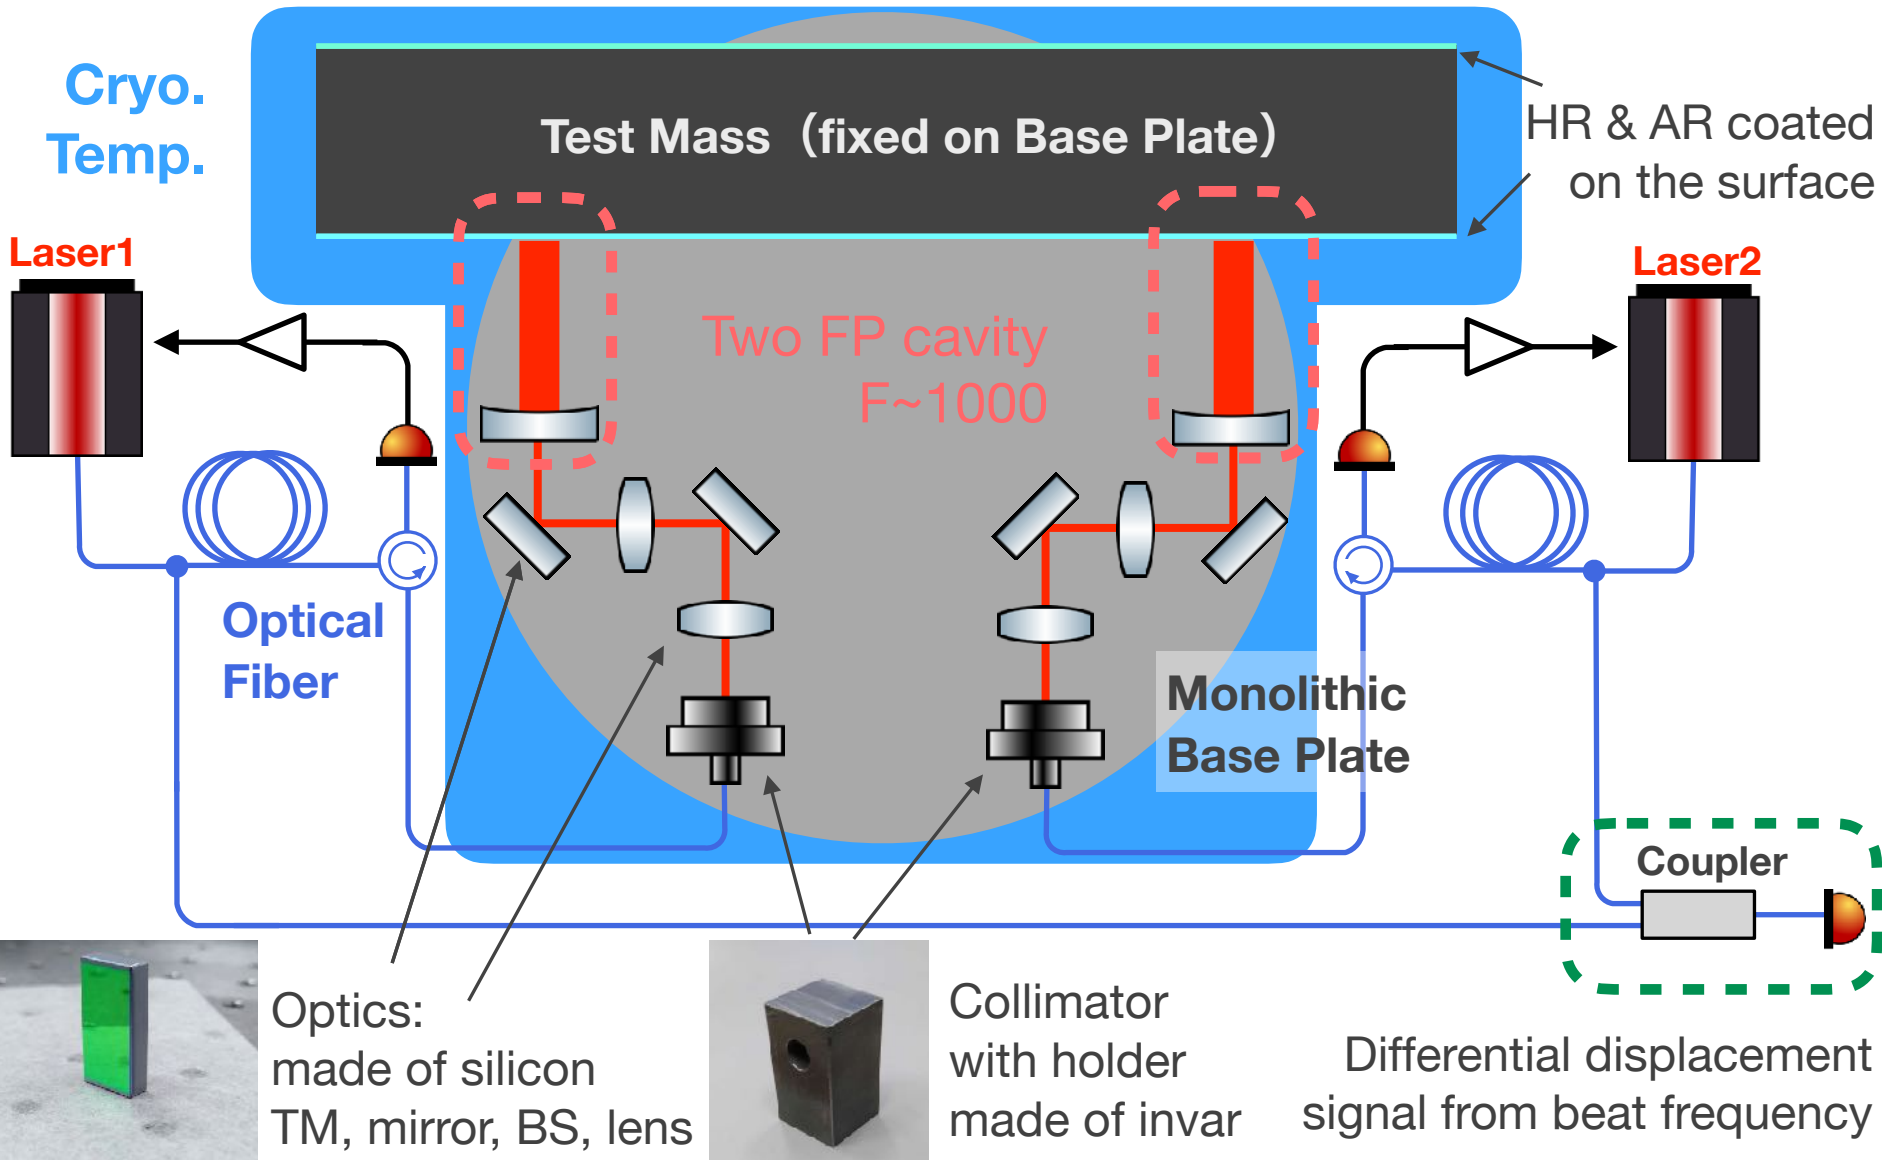 Cryo.
Temp.
Test Mass (fixed on Base Plate)
HR & AR coated
on the surface
Laser1
Laser2
Two FP cavity
F~1000
Optical
Fiber
Monolithic
Base Plate
Coupler
Optics:
made of silicon
TM, mirror, BS, lens
Collimator
with holder
made of invar
Differential displacement
signal from beat frequency